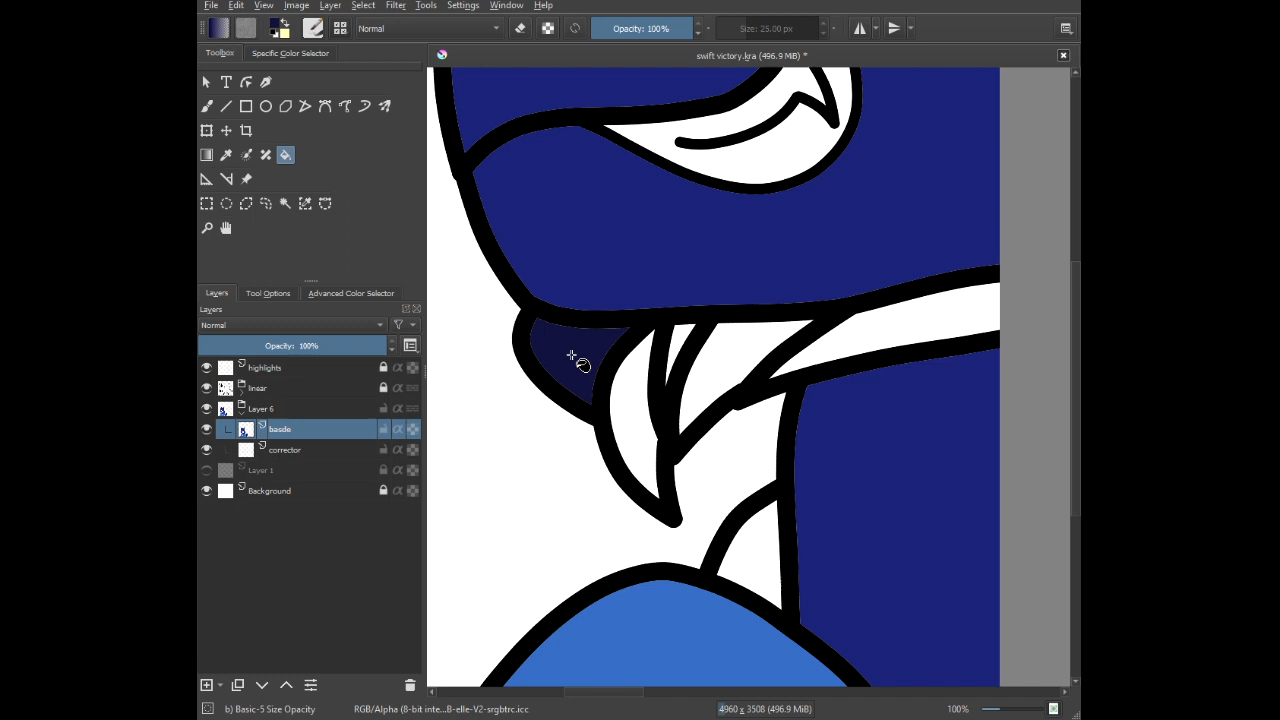 File Edit View Image Layer Select Filter Tools Settings Window Help
Normal Opacity: 100% Size: 25.00 px
Toolbox Specific Color Selector swift victory.kra (496.9 MiB) *
Layers Tool Options Advanced Color Selector
Layers
Normal
Opacity: 100%
highlights
linear
Layer 6
basde
corrector
Layer 1
Background
b) Basic-5 Size Opacity RGB/Alpha (8-bit inte...B-elle-V2-srgbtrc.icc 4960 x 3508 (496.9 MiB) 100%